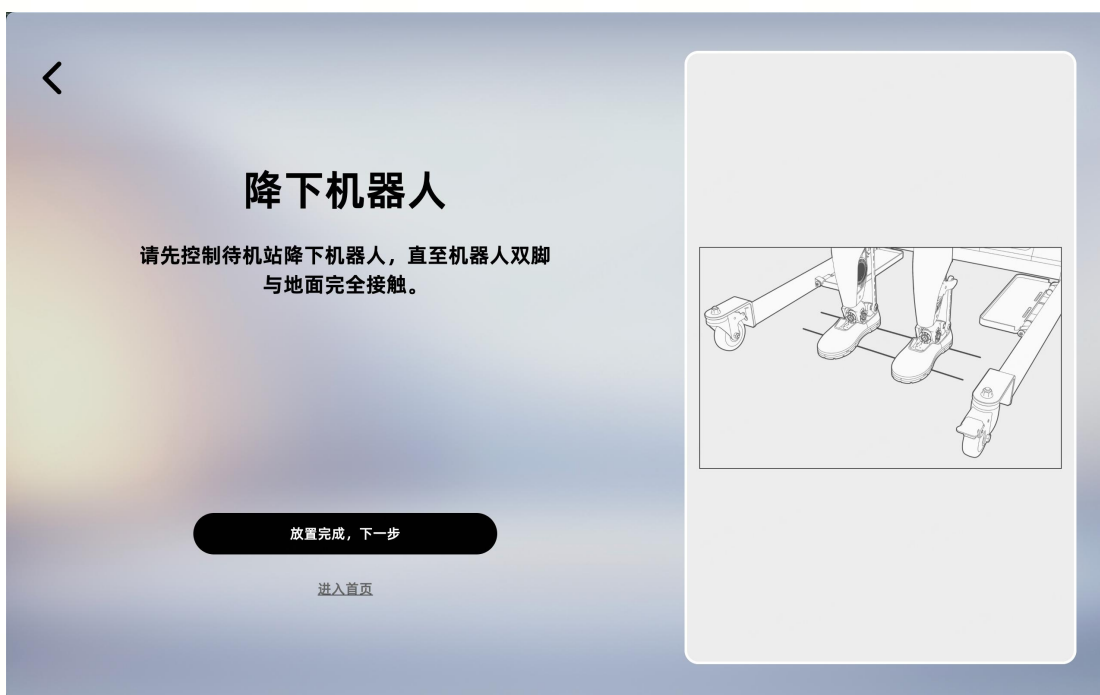 降下机器人
请先控制待机站降下机器人，直至机器人双脚
与地面完全接触。
放置完成，下一步
进入首页